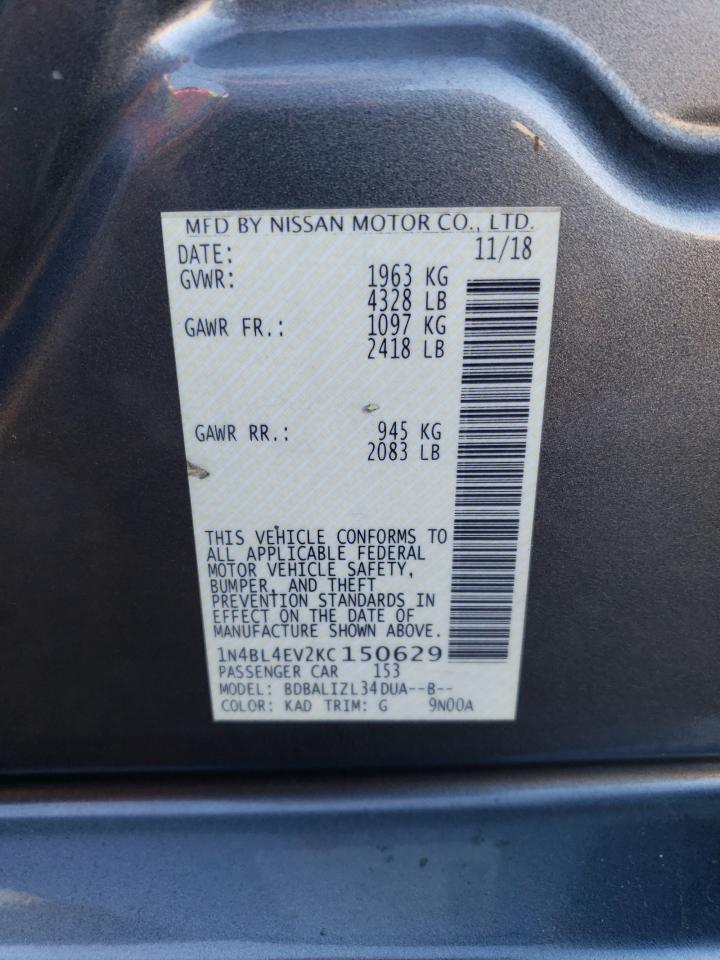 MFD BY NISSAN MOTOR CO., LTD.
DATE: 11/18
GVWR: 1963 KG
4328 LB
GAWR FR.: 1097 KG
2418 LB
GAWR RR.: 945 KG
2083 LB
THIS VEHICLE CONFORMS TO
ALL APPLICABLE FEDERAL
MOTOR VEHICLE SAFETY,
BUMPER, AND THEFT
PREVENTION STANDARDS IN
EFFECT ON THE DATE OF
MANUFACTURE SHOWN ABOVE.
1N4BL4EV2KC150629
PASSENGER CAR 153
MODEL: BDBALIZL34DUA--B--
COLOR: KAD TRIM: G 9N00A